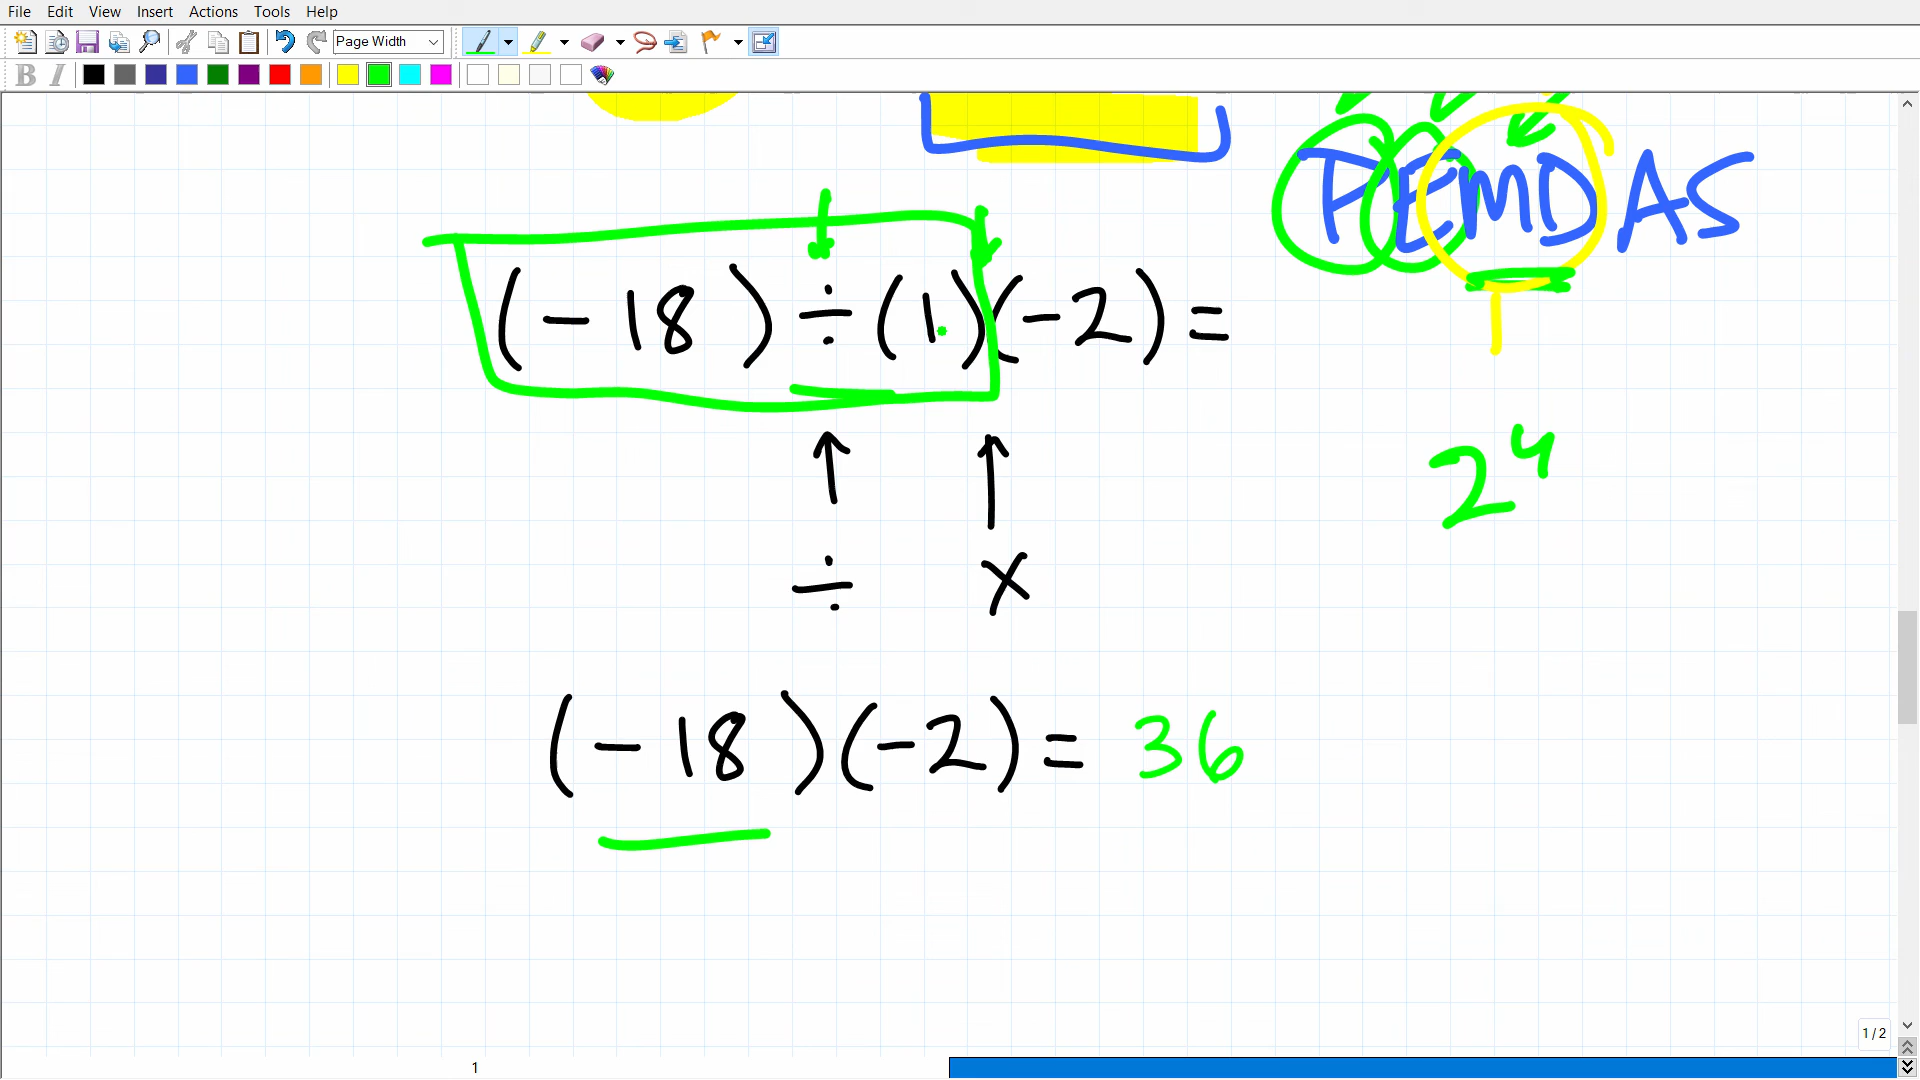 File Edit View Insert Actions Tools Help
Page Width
B I
PEMDAS
(-18) ÷ (1)(-2) =
2⁴
÷ ×
(-18)(-2) = 36
1 / 2
1